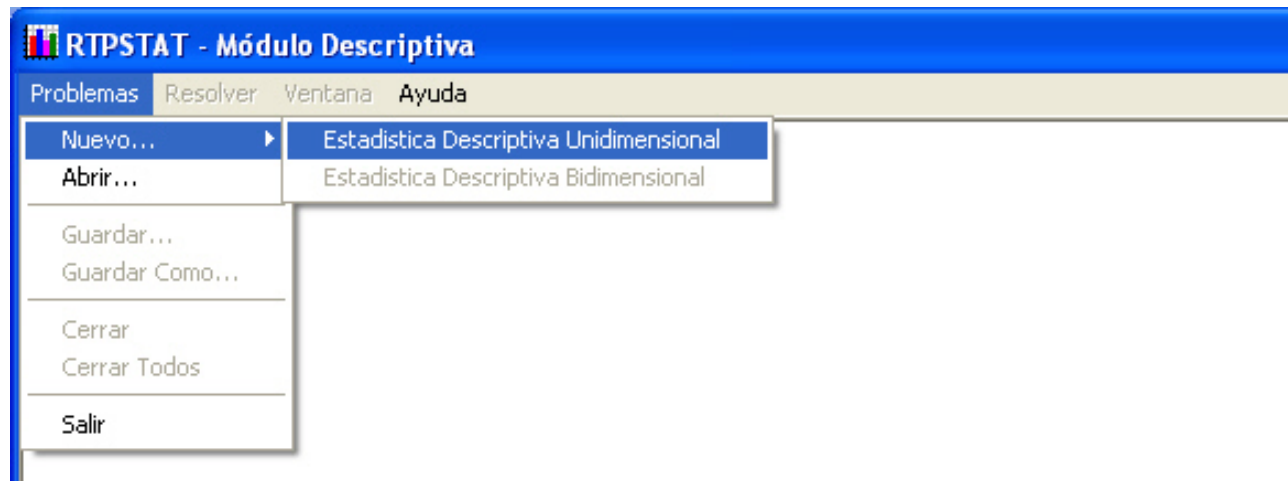 RTPSTAT - Módulo Descriptiva
Problemas Resolver Ventana Ayuda
Nuevo... Estadistica Descriptiva Unidimensional
Abrir... Estadistica Descriptiva Bidimensional
Guardar...
Guardar Como...
Cerrar
Cerrar Todos
Salir